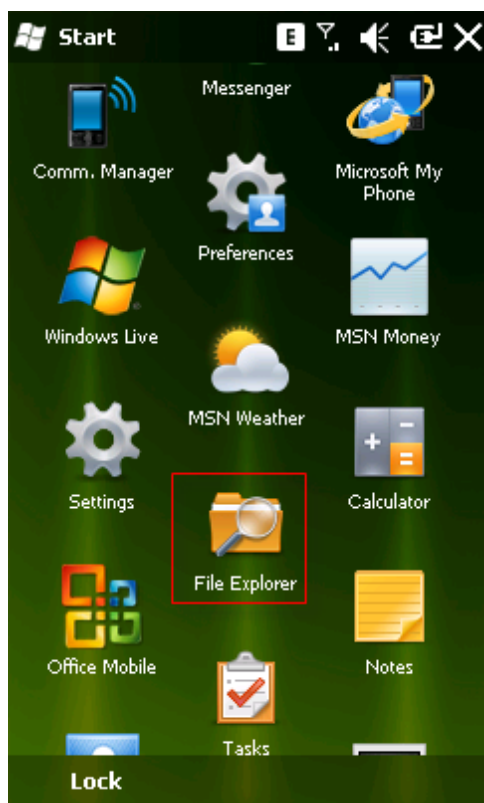 Start
E
Messenger
Comm. Manager
Microsoft My
Phone
Preferences
Windows Live
MSN Money
MSN Weather
Settings
Calculator
File Explorer
Office Mobile
Notes
Tasks
Lock